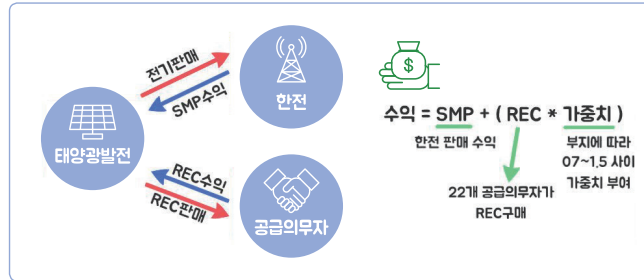 전기판매
SMP수익
한전
태양광발전
REC수익
REC판매
공급의무자
$
수익 = SMP + ( REC * 가중치 )
한전 판매 수익
부지에 따라
07~1.5 사이
가중치 부여
22개 공급의무자가
REC구매